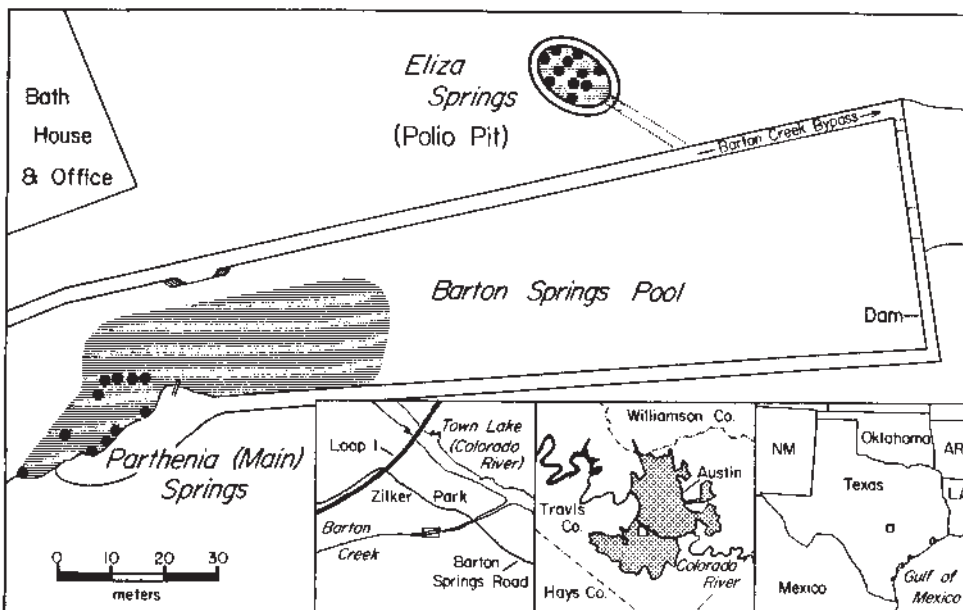 Bath
House
& Office
Eliza
Springs
(Polio Pit)
Barton Creek Bypass
Barton Springs Pool
Dam
Parthenia (Main)
Springs
0 10 20 30
meters
Loop 1
Town Lake
(Colorado
River)
Zilker Park
Barton
Creek
Barton
Springs Road
Williamson Co.
Austin
Travis
Co.
Colorado
River
Hays Co.
NM
Oklahoma
AR
Texas
LA
Mexico
Gulf of
Mexico